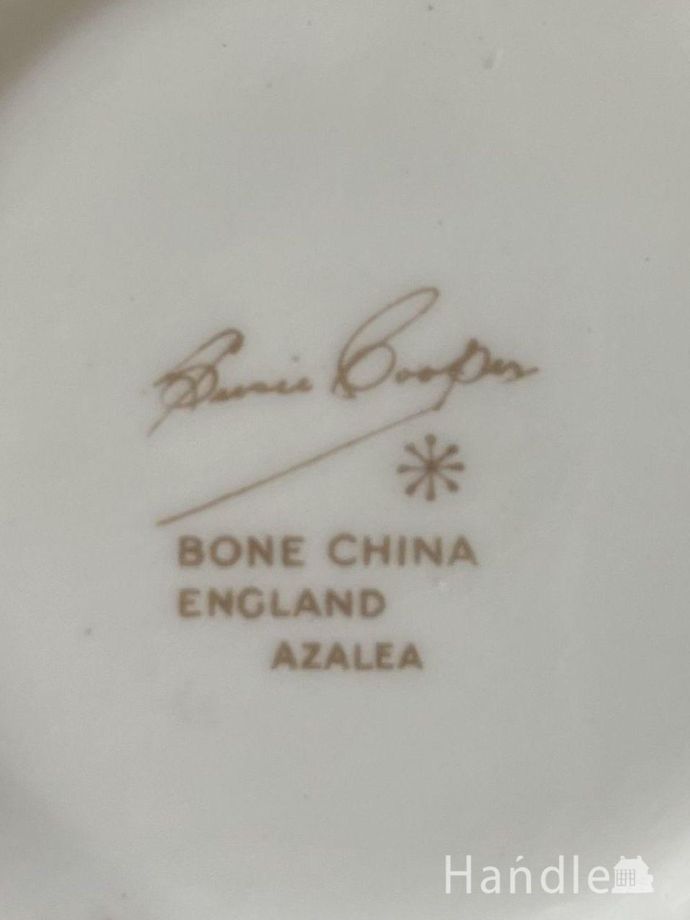 Susie Cooper
BONE CHINA
ENGLAND
AZALEA
Handle